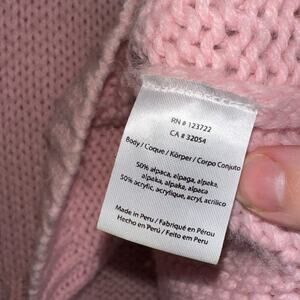 RN # 123722
CA # 32054
Body / Coque / Körper / Corpo Conjuto
50% alpaca, alpaga, alpaka,
alpaka, alpaka, alpaca
50% acrylic, acrylique, acryl, acrilico
Made in Peru / Fabriqué en Pérou
Hecho en Perú / Feito em Peru